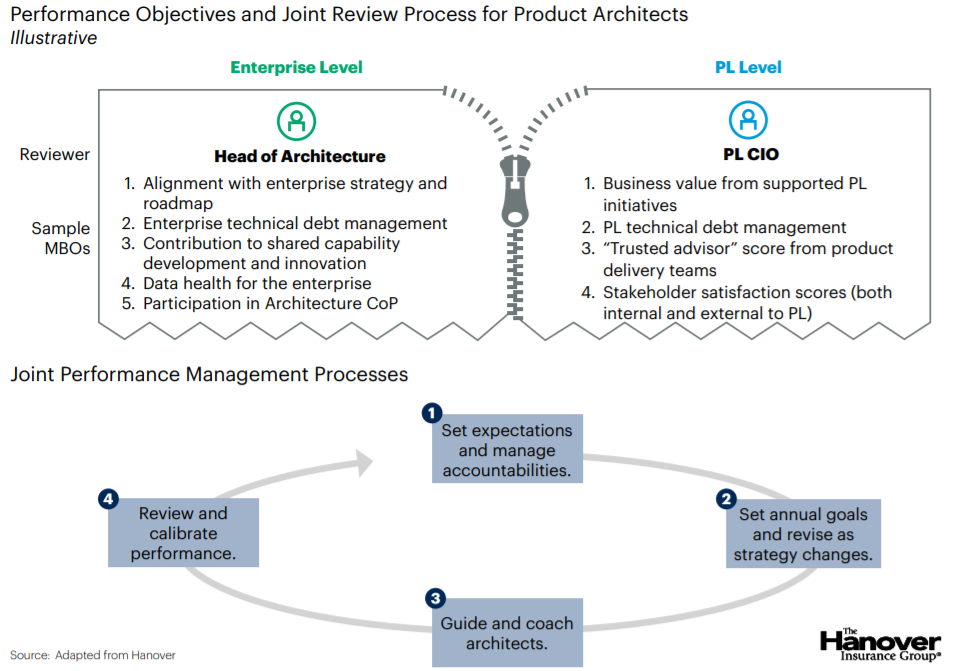 Performance Objectives and Joint Review Process for Product Architects
Illustrative
Enterprise Level
PL Level
Reviewer
Head of Architecture
PL CIO
Sample
MBOs
1. Alignment with enterprise strategy and
roadmap
2. Enterprise technical debt management
3. Contribution to shared capability
development and innovation
4. Data health for the enterprise
5. Participation in Architecture CoP
1. Business value from supported PL
initiatives
2. PL technical debt management
3. “Trusted advisor” score from product
delivery teams
4. Stakeholder satisfaction scores (both
internal and external to PL)
Joint Performance Management Processes
1
Set expectations
and manage
accountabilities.
2
Set annual goals
and revise as
strategy changes.
3
Guide and coach
architects.
4
Review and
calibrate
performance.
Source: Adapted from Hanover
The
Hanover
Insurance Group®